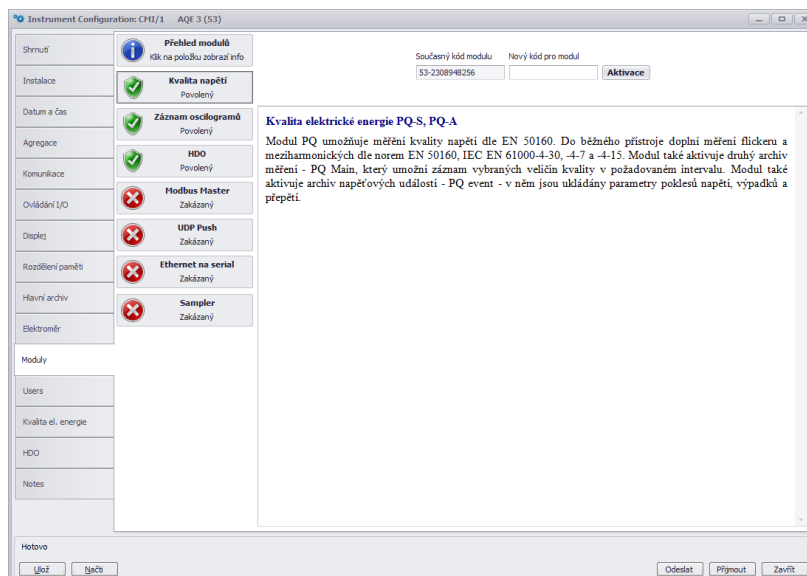 Instrument Configuration: CMI/1 AQE 3 (53)
Shrnutí
Instalace
Datum a čas
Agregace
Komunikace
Ovládání I/O
Displej
Rozdělení paměti
Hlavní archiv
Elektroměr
Moduly
Users
Kvalita el. energie
HDO
Notes
Přehled modulů
Klik na položku zobrazí info
Kvalita napětí
Povolený
Záznam oscilogramů
Povolený
HDO
Povolený
Modbus Master
Zakázaný
UDP Push
Zakázaný
Ethernet na serial
Zakázaný
Sampler
Zakázaný
Současný kód modulu Nový kód pro modul
53-2308948256 Aktivace
Kvalita elektrické energie PQ-S, PQ-A
Modul PQ umožňuje měření kvality napětí dle EN 50160. Do běžného přístroje doplní měření flickeru a
meziharmonických dle norem EN 50160, IEC EN 61000-4-30, -4-7 a -4-15. Modul také aktivuje druhý archiv
měření - PQ Main, který umožní záznam vybraných veličin kvality v požadovaném intervalu. Modul také
aktivuje archiv napěťových událostí - PQ event - v něm jsou ukládány parametry poklesů napětí, výpadků a
přepětí.
Hotovo
Ulož Načti Odeslat Přijmout Zavřít